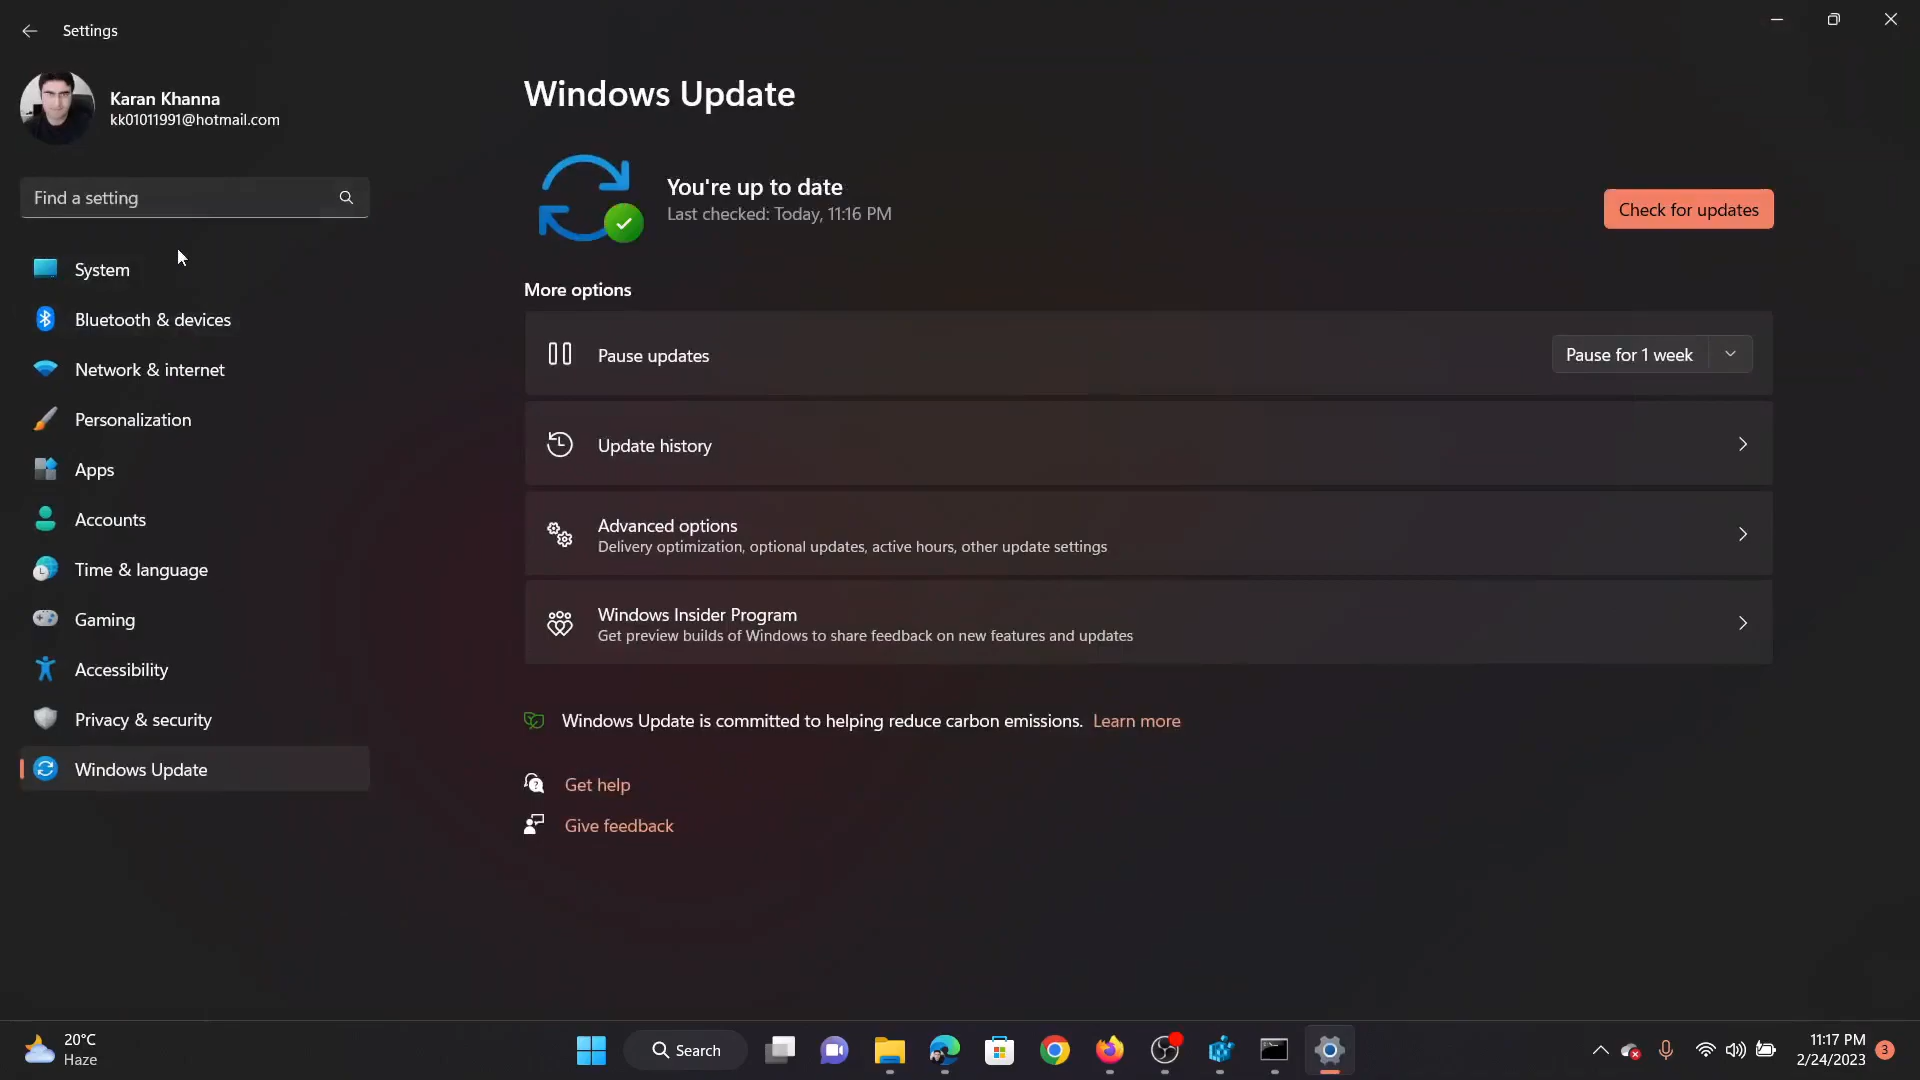 Settings
Karan Khanna
kk01011991@hotmail.com
Find a setting
System
Bluetooth & devices
Network & internet
Personalization
Apps
Accounts
Time & language
Gaming
Accessibility
Privacy & security
Windows Update
Windows Update
You're up to date
Last checked: Today, 11:16 PM
Check for updates
More options
Pause updates
Pause for 1 week
Update history
Advanced options
Delivery optimization, optional updates, active hours, other update settings
Windows Insider Program
Get preview builds of Windows to share feedback on new features and updates
Windows Update is committed to helping reduce carbon emissions. Learn more
Get help
Give feedback
20°C
Haze
Search
11:17 PM
2/24/2023
3